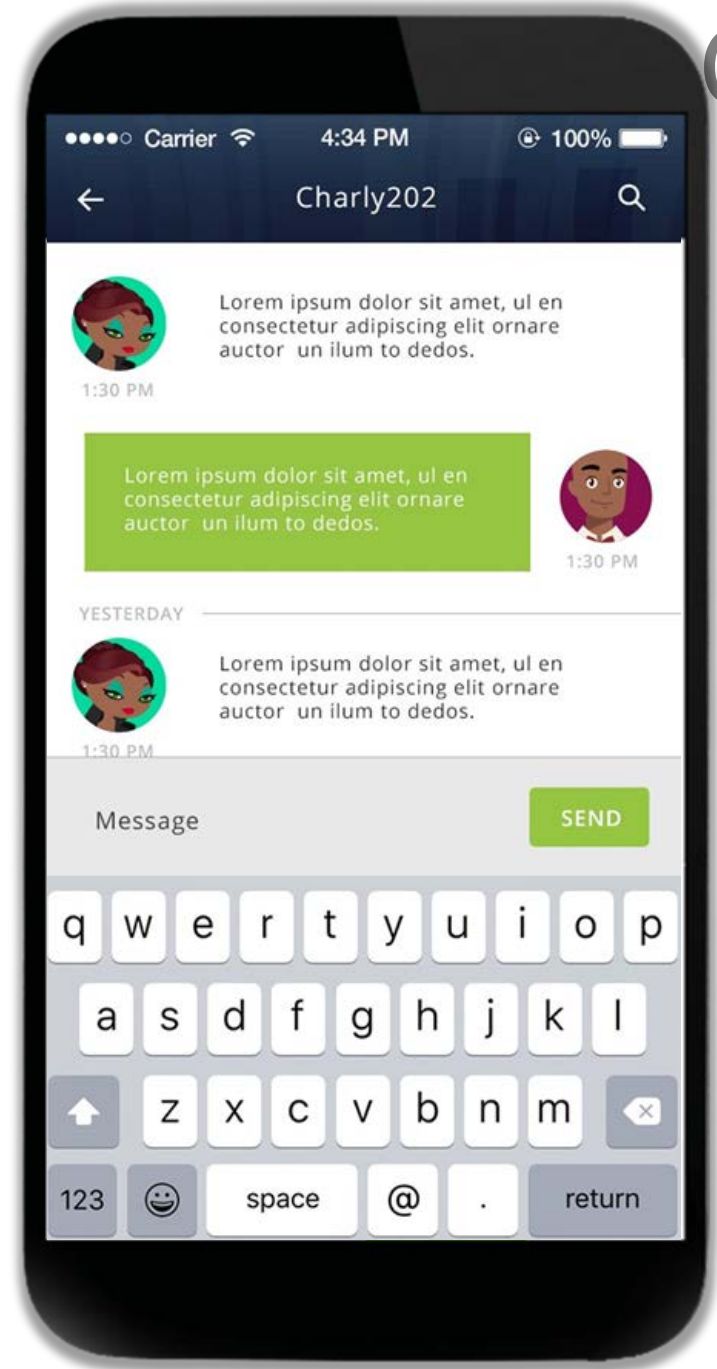 Carrier 4:34 PM 100%
Charly202
Lorem ipsum dolor sit amet, ul en
consectetur adipiscing elit ornare
auctor  un ilum to dedos.
1:30 PM
Lorem ipsum dolor sit amet, ul en
consectetur adipiscing elit ornare
auctor  un ilum to dedos.
1:30 PM
YESTERDAY
Lorem ipsum dolor sit amet, ul en
consectetur adipiscing elit ornare
auctor  un ilum to dedos.
1:30 PM
Message SEND
q w e r t y u i o p
a s d f g h j k l
z x c v b n m
123 space @ . return